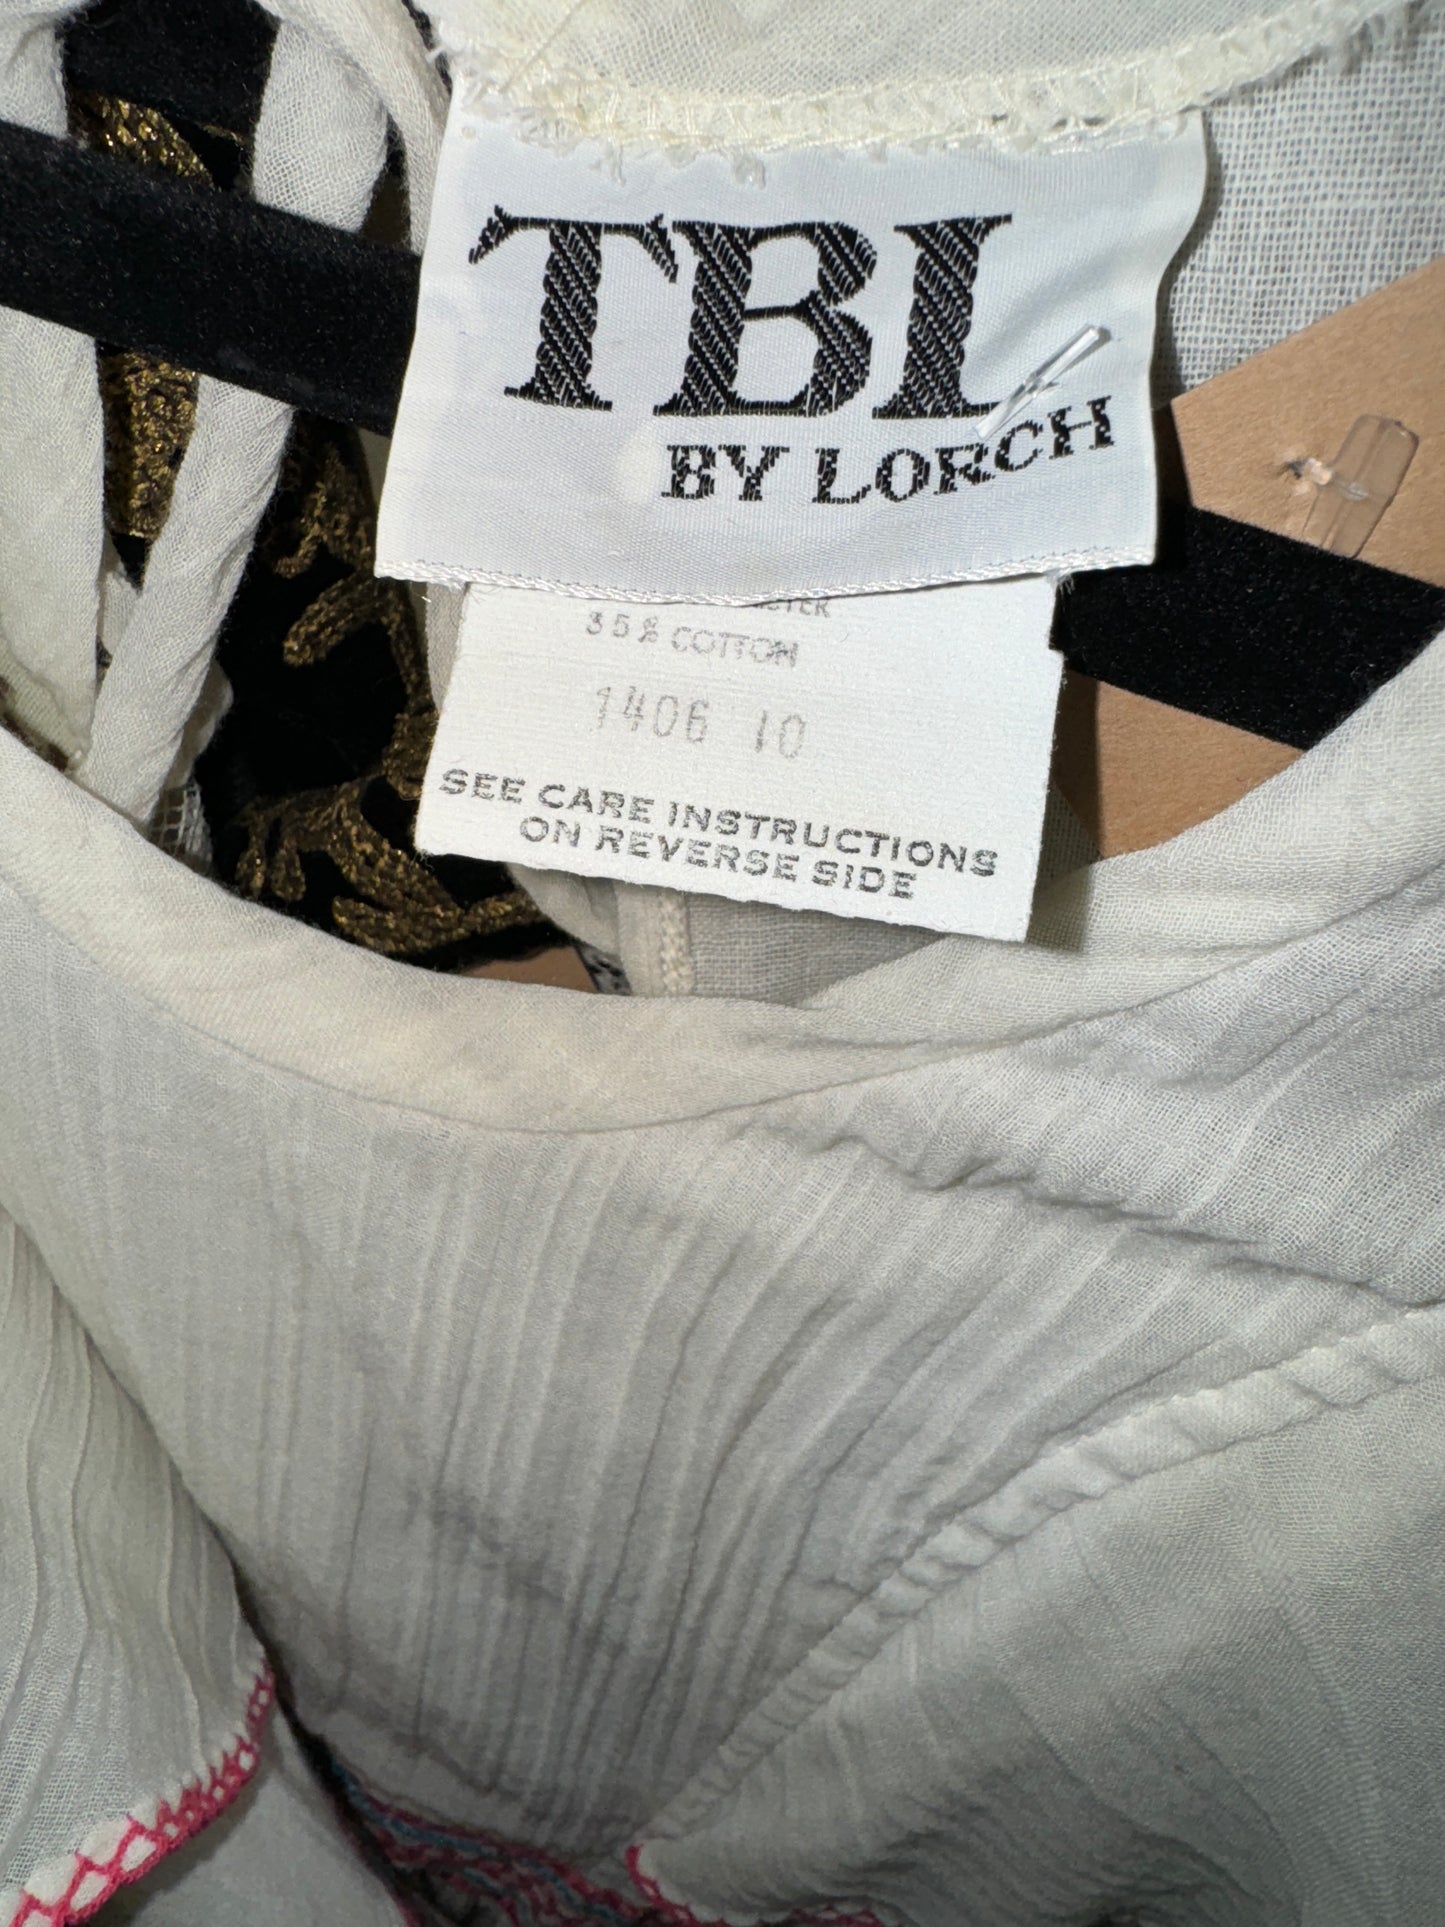 TBL
BY LORCH
35% COTTON
1406 10
SEE CARE INSTRUCTIONS
ON REVERSE SIDE